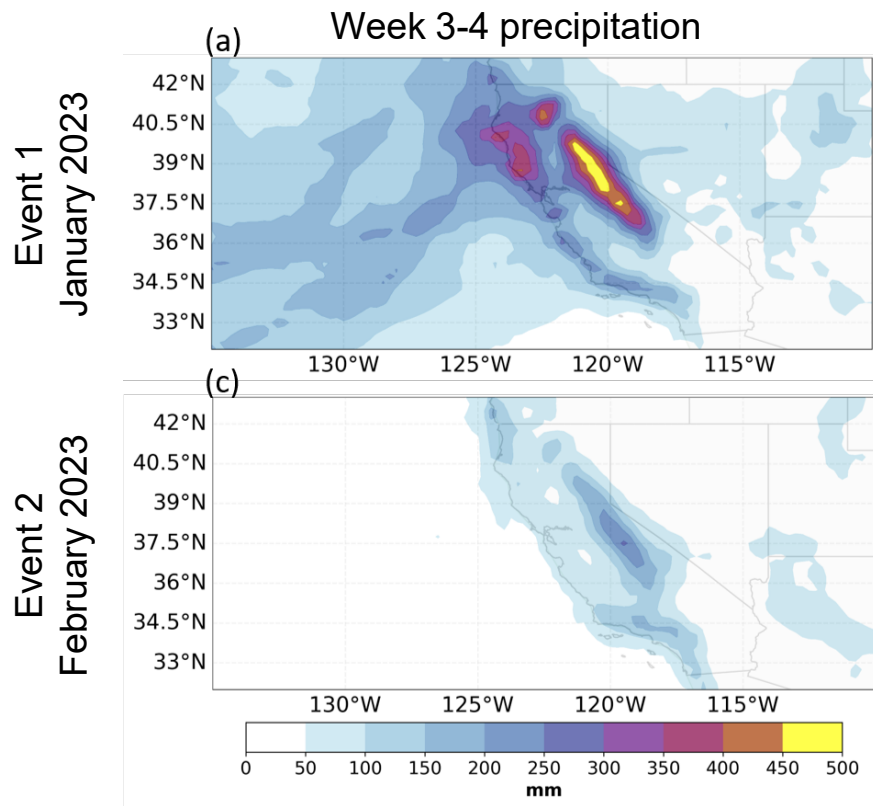 Week 3-4 precipitation
Event 1
January 2023
(a)
42°N
40.5°N
39°N
37.5°N
36°N
34.5°N
33°N
130°W 125°W 120°W 115°W
Event 2
February 2023
(c)
42°N
40.5°N
39°N
37.5°N
36°N
34.5°N
33°N
130°W 125°W 120°W 115°W
0 50 100 150 200 250 300 350 400 450 500
mm